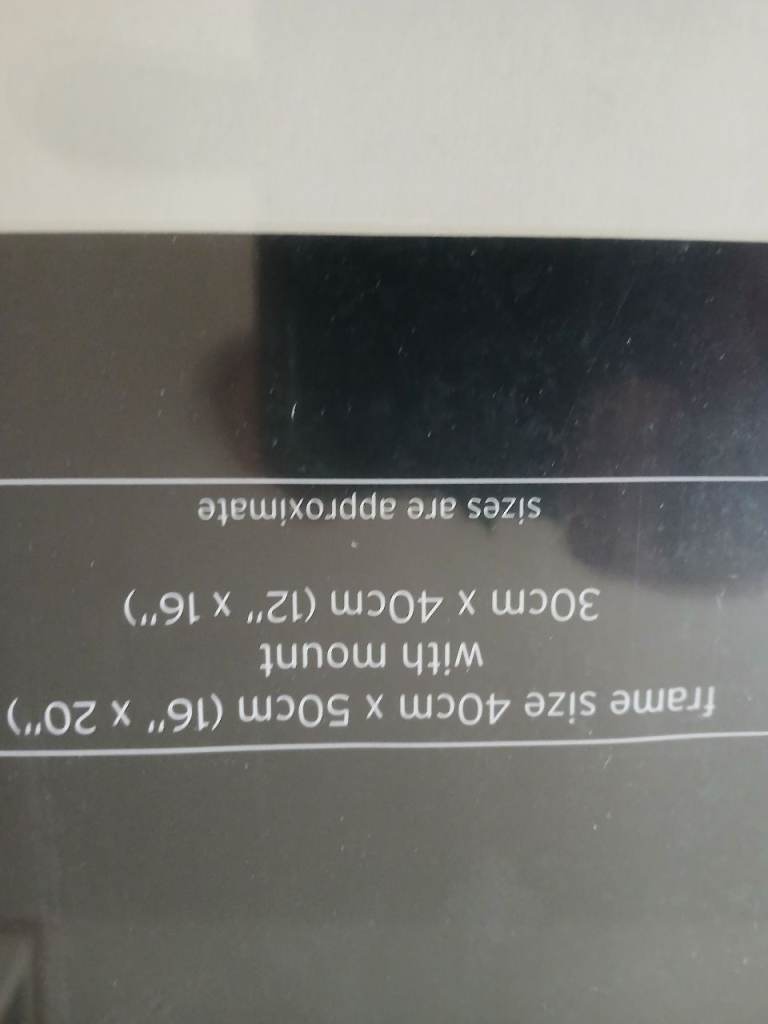 frame size 40cm x 50cm (16" x 20")
with mount
30cm x 40cm (12" x 16")
sizes are approximate